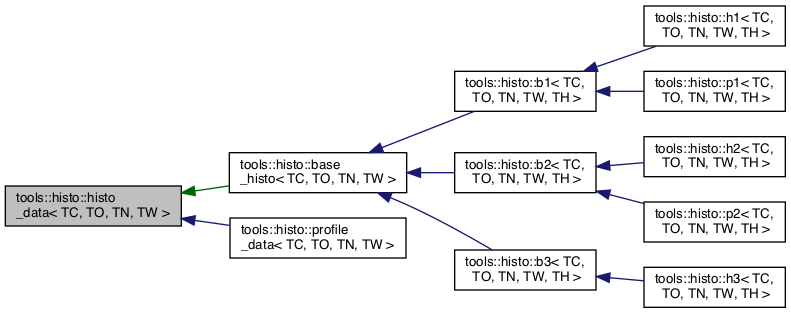 tools::histo::histo
_data< TC, TO, TN, TW >
tools::histo::base
_histo< TC, TO, TN, TW >
tools::histo::profile
_data< TC, TO, TN, TW >
tools::histo::b1< TC,
TO, TN, TW, TH >
tools::histo::b2< TC,
TO, TN, TW, TH >
tools::histo::b3< TC,
TO, TN, TW, TH >
tools::histo::h1< TC,
TO, TN, TW, TH >
tools::histo::p1< TC,
TO, TN, TW, TH >
tools::histo::h2< TC,
TO, TN, TW, TH >
tools::histo::p2< TC,
TO, TN, TW, TH >
tools::histo::h3< TC,
TO, TN, TW, TH >